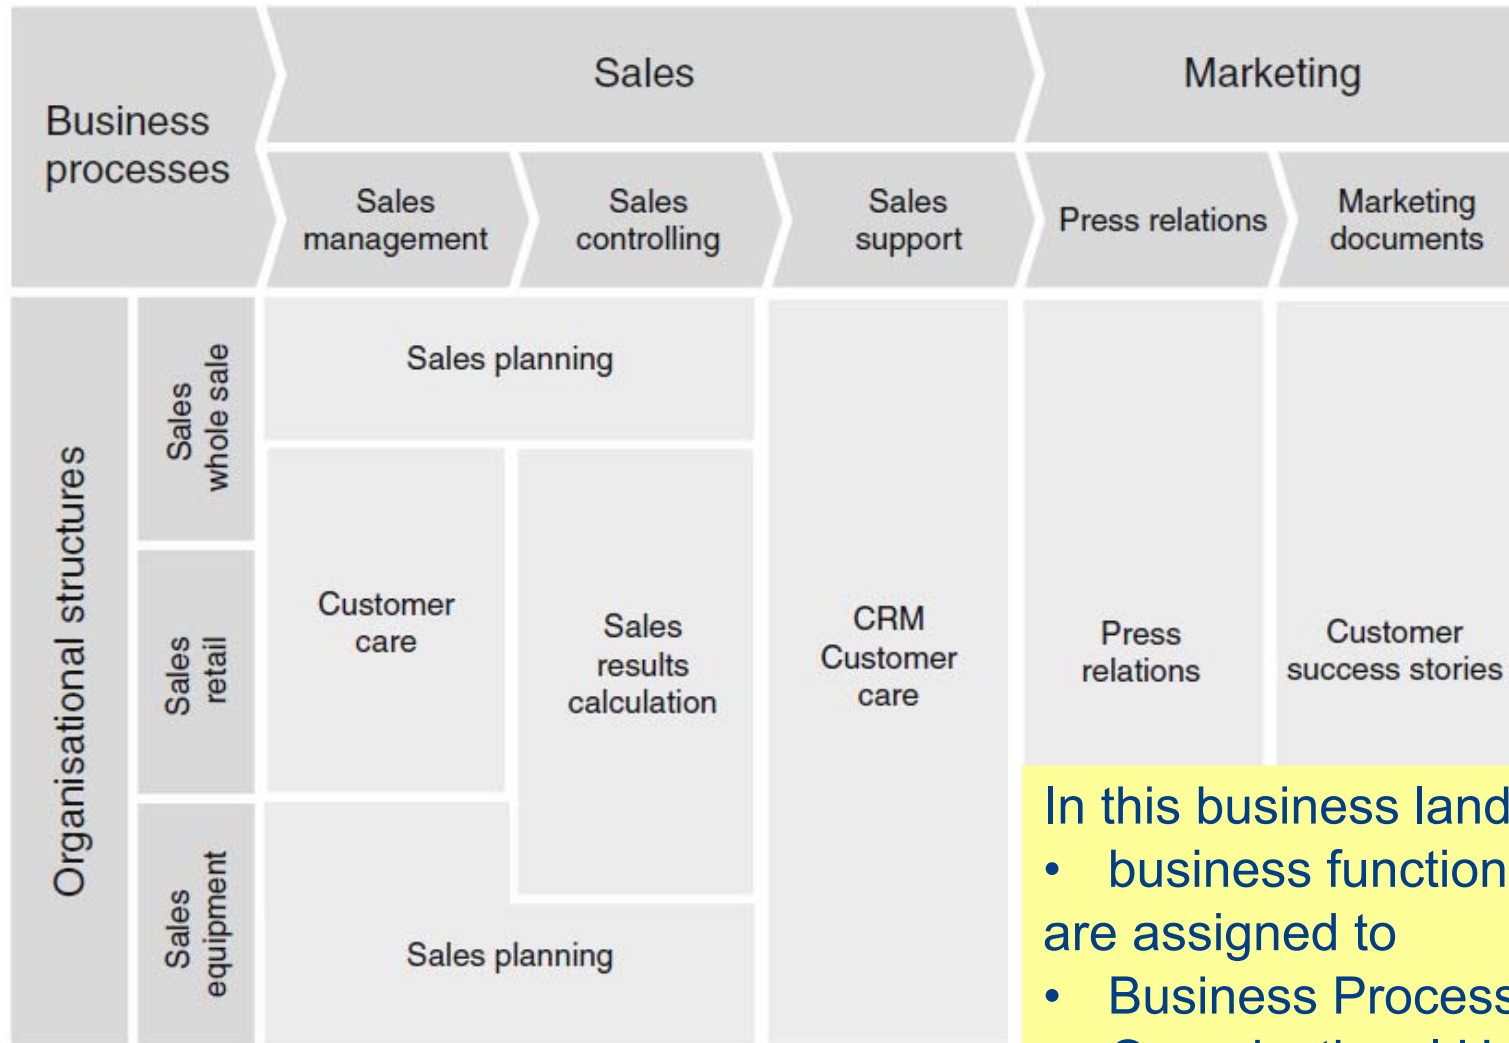 Business
processes
Sales
Marketing
Sales
management
Sales
controlling
Sales
support
Press relations
Marketing
documents
Organisational structures
Sales
whole sale
Sales
retail
Sales
equipment
Sales planning
Customer
care
Sales
results
calculation
CRM
Customer
care
Press
relations
Customer
success stories
Sales planning
In this business land
• business function
are assigned to
• Business Process